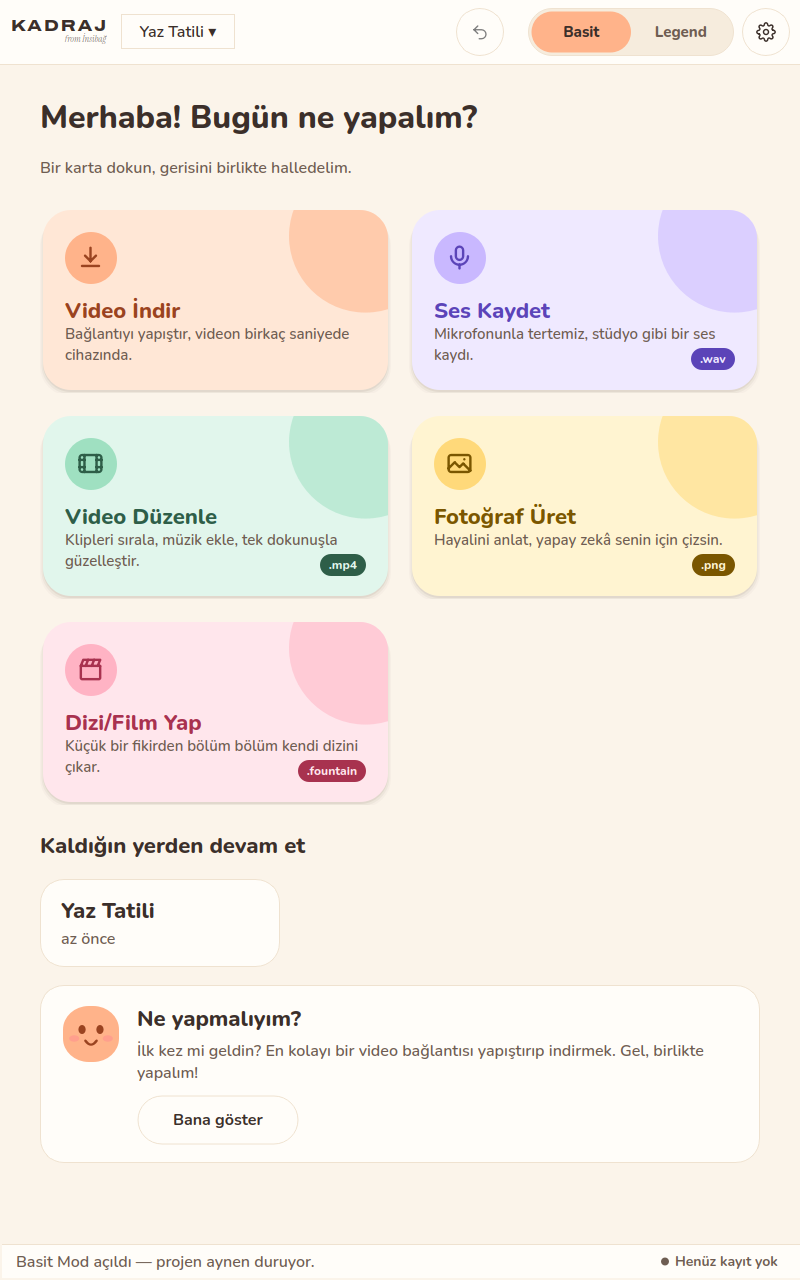 KADRAJ
from İnsibağ
Yaz Tatili ▾
Basit
Legend
Merhaba! Bugün ne yapalım?
Bir karta dokun, gerisini birlikte halledelim.
Video İndir
Bağlantıyı yapıştır, videon birkaç saniyede
cihazında.
Ses Kaydet
Mikrofonunla tertemiz, stüdyo gibi bir ses
kaydı.
.wav
Video Düzenle
Klipleri sırala, müzik ekle, tek dokunuşla
güzelleştir.
.mp4
Fotoğraf Üret
Hayalini anlat, yapay zekâ senin için çizsin.
.png
Dizi/Film Yap
Küçük bir fikirden bölüm bölüm kendi dizini
çıkar.
.fountain
Kaldığın yerden devam et
Yaz Tatili
az önce
Ne yapmalıyım?
İlk kez mi geldin? En kolayı bir video bağlantısı yapıştırıp indirmek. Gel, birlikte
yapalım!
Bana göster
Basit Mod açıldı — projen aynen duruyor.
Henüz kayıt yok